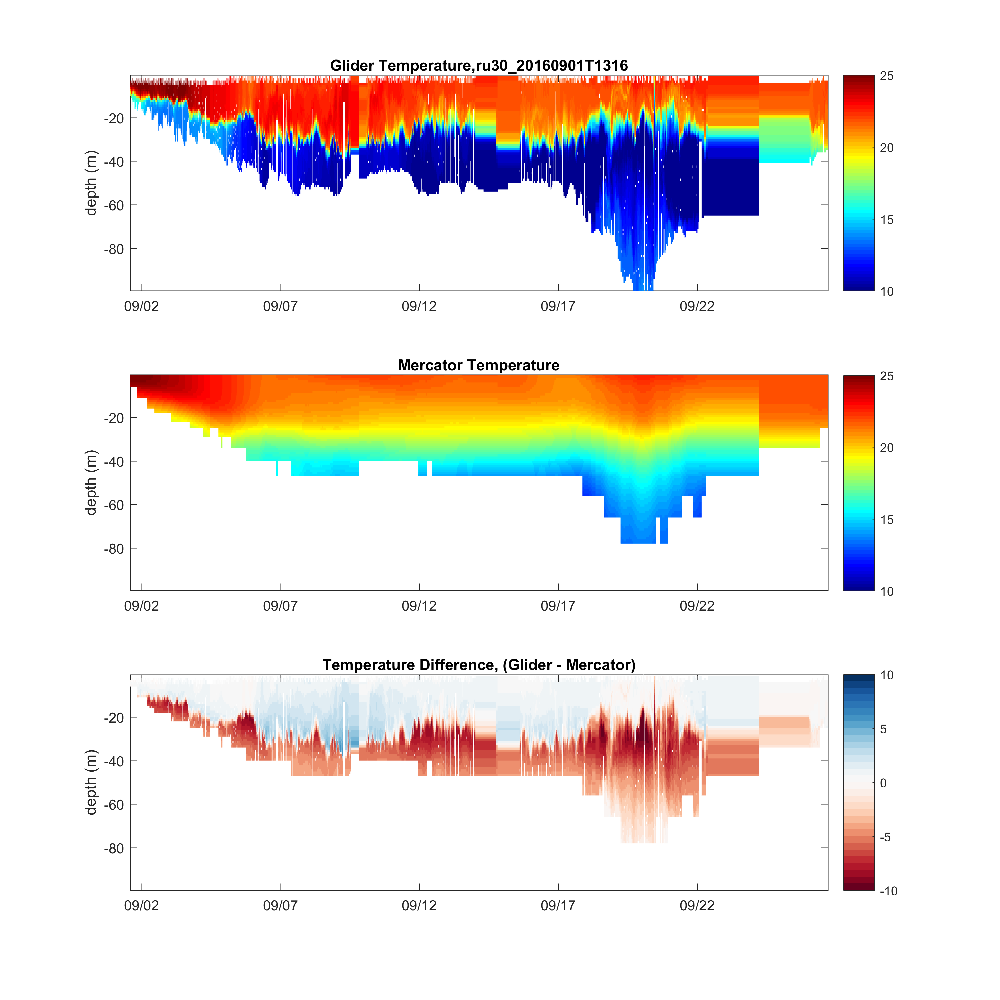 Glider Temperature,ru30_20160901T1316
depth (m)
-20
-40
-60
-80
09/02 09/07 09/12 09/17 09/22
25
20
15
10
Mercator Temperature
depth (m)
-20
-40
-60
-80
09/02 09/07 09/12 09/17 09/22
25
20
15
10
Temperature Difference, (Glider - Mercator)
depth (m)
-20
-40
-60
-80
09/02 09/07 09/12 09/17 09/22
10
5
0
-5
-10